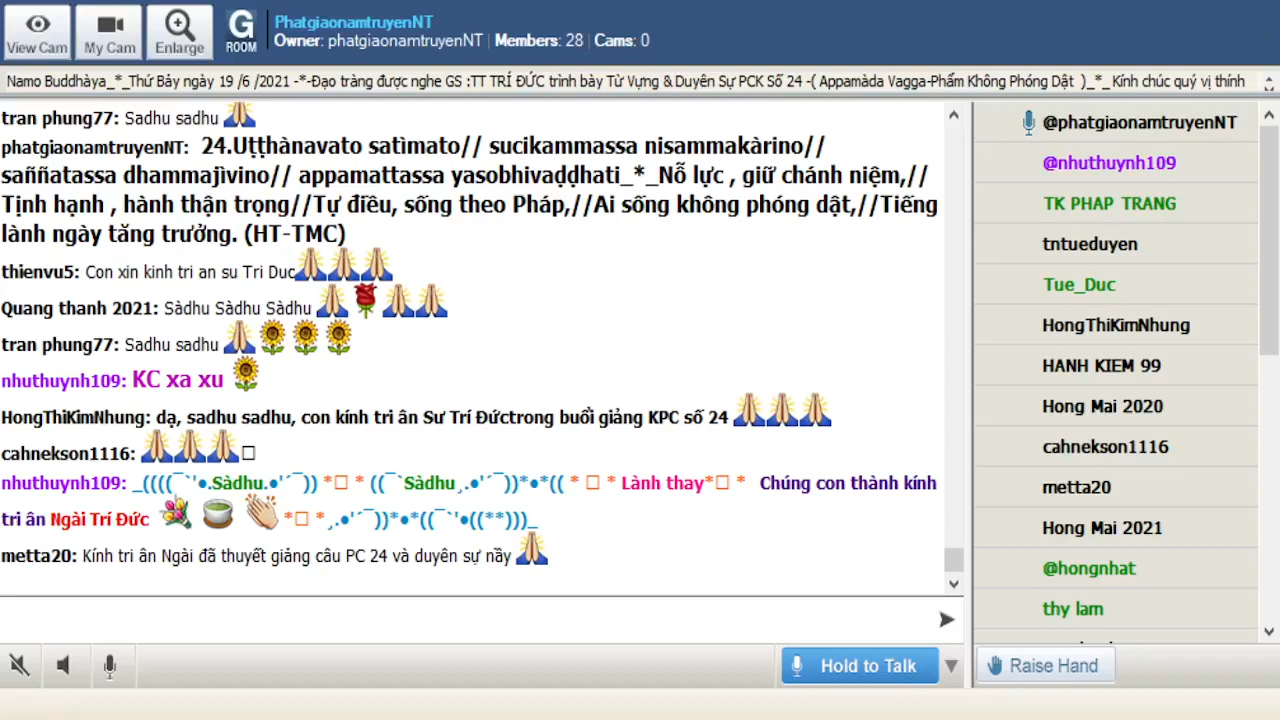 View Cam
My Cam
Enlarge
G
ROOM
PhatgiaonamtruyenNT
Owner: phatgiaonamtruyenNT | Members: 28 | Cams: 0
Namo Buddhàya_*_Thứ Bảy ngày 19 /6 /2021 -*-Đạo tràng được nghe GS :TT TRÍ ĐỨC trình bày Từ Vựng & Duyên Sự PCK Số 24 -( Appamàda Vagga-Phẩm Không Phóng Dật )_*_ Kính chúc quý vị thính
tran phung77: Sadhu sadhu 🙏
phatgiaonamtruyenNT: 24.Uṭṭhànavato satìmato// sucikammassa nisammakàrino//
saññatassa dhammajìvino// appamattassa yasobhivaḍḍhati_*_Nỗ lực , giữ chánh niệm,//
Tịnh hạnh , hành thận trọng//Tự điều, sống theo Pháp,//Ai sống không phóng dật,//Tiếng
lành ngày tăng trưởng. (HT-TMC)
thienvu5: Con xin kinh tri an su Tri Duc🙏🙏🙏
Quang thanh 2021: Sàdhu Sàdhu Sàdhu 🙏🌹🙏🙏
tran phung77: Sadhu sadhu 🙏🌻🌻🌻
nhuthuynh109: KC xa xu 🌻
HongThiKimNhung: dạ, sadhu sadhu, con kính tri ân Sư Trí Đứctrong buổi giảng KPC số 24 🙏🙏🙏
cahnekson1116: 🙏🙏🙏□
nhuthuynh109: _((((¯`'●.Sàdhu.●'´¯)) *□ * ((¯`Sàdhu¸.●'´¯))*●*(( * □ * Lành thay*□ * Chúng con thành kính
tri ân Ngài Trí Đức 💐 🍵 👏 *□ *¸.●'´¯))*●*((¯`'●((**)))_
metta20: Kính tri ân Ngài đã thuyết giảng câu PC 24 và duyên sự nầy 🙏
Hold to Talk
@phatgiaonamtruyenNT
@nhuthuynh109
TK PHAP TRANG
tntueduyen
Tue_Duc
HongThiKimNhung
HANH KIEM 99
Hong Mai 2020
cahnekson1116
metta20
Hong Mai 2021
@hongnhat
thy lam
Raise Hand